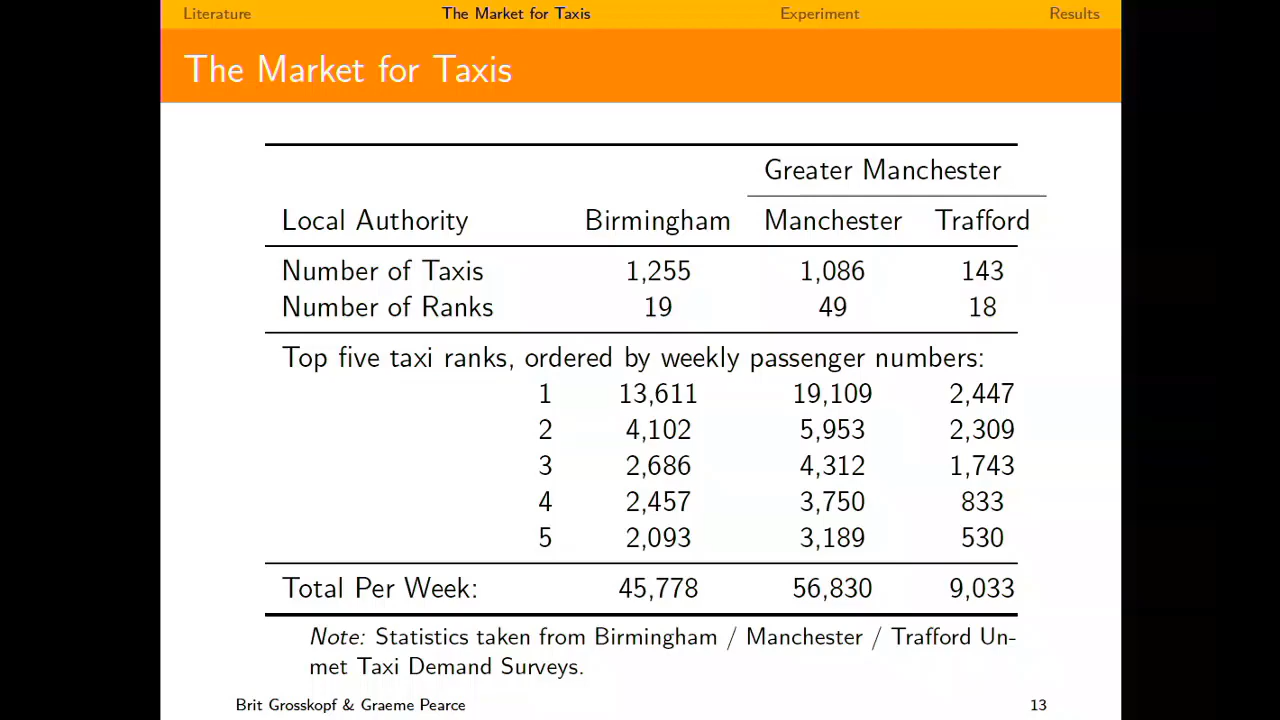 Literature The Market for Taxis Experiment Results
The Market for Taxis
Greater Manchester
Local Authority Birmingham Manchester Trafford
Number of Taxis 1,255 1,086 143
Number of Ranks 19 49 18
Top five taxi ranks, ordered by weekly passenger numbers:
1 13,611 19,109 2,447
2 4,102 5,953 2,309
3 2,686 4,312 1,743
4 2,457 3,750 833
5 2,093 3,189 530
Total Per Week: 45,778 56,830 9,033
Note: Statistics taken from Birmingham / Manchester / Trafford Un-
met Taxi Demand Surveys.
Brit Grosskopf & Graeme Pearce 13